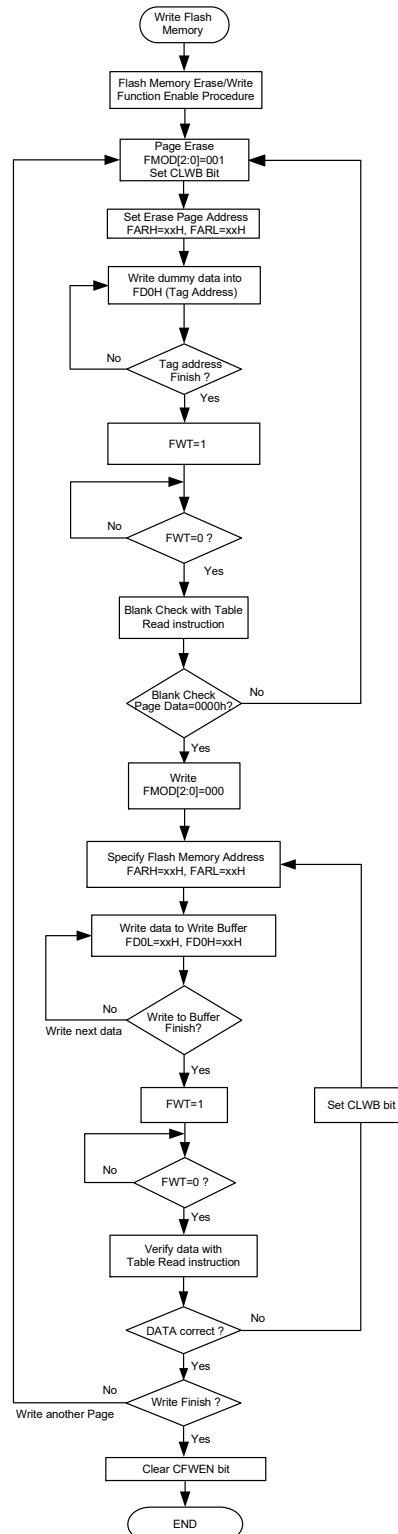 Write Flash
Memory
Flash Memory Erase/Write
Function Enable Procedure
Page Erase
FMOD[2:0]=001
Set CLWB Bit
Set Erase Page Address
FARH=xxH, FARL=xxH
Write dummy data into
FD0H (Tag Address)
No
Tag address
Finish ?
Yes
FWT=1
No
FWT=0 ?
Yes
Blank Check with Table
Read instruction
Blank Check
Page Data=0000h?
No
Yes
Write
FMOD[2:0]=000
Specify Flash Memory Address
FARH=xxH, FARL=xxH
Write data to Write Buffer
FD0L=xxH, FD0H=xxH
No
Write next data
Write to Buffer
Finish?
Yes
FWT=1
Set CLWB bit
No
FWT=0 ?
Yes
Verify data with
Table Read instruction
DATA correct ?
No
Yes
No
Write another Page
Write Finish ?
Yes
Clear CFWEN bit
END